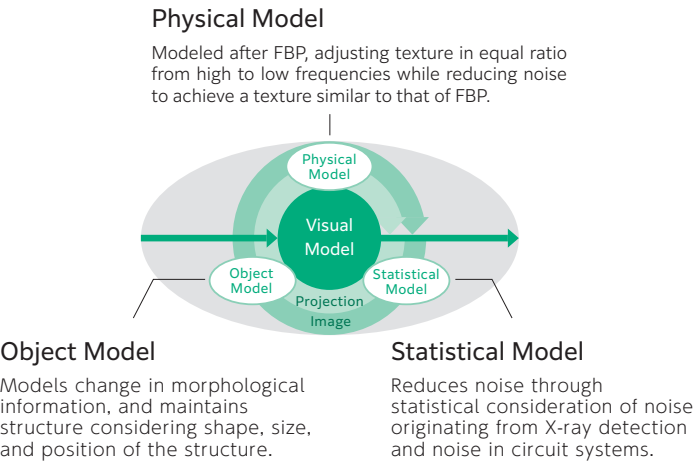 Physical Model
Modeled after FBP, adjusting texture in equal ratio
from high to low frequencies while reducing noise
to achieve a texture similar to that of FBP.
Physical
Model
Visual
Model
Object
Model
Statistical
Model
Projection
Image
Object Model
Models change in morphological
information, and maintains
structure considering shape, size,
and position of the structure.
Statistical Model
Reduces noise through
statistical consideration of noise
originating from X-ray detection
and noise in circuit systems.